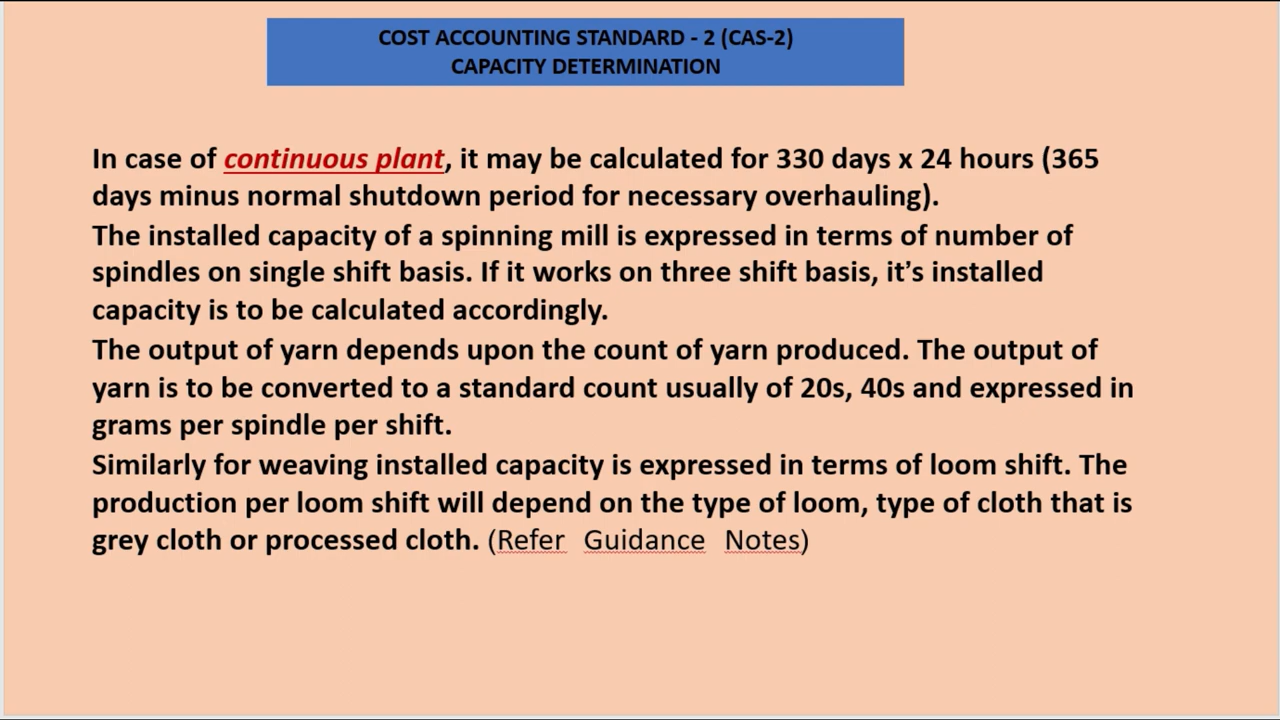 COST ACCOUNTING STANDARD - 2 (CAS-2)
CAPACITY DETERMINATION
In case of continuous plant, it may be calculated for 330 days x 24 hours (365
days minus normal shutdown period for necessary overhauling).
The installed capacity of a spinning mill is expressed in terms of number of
spindles on single shift basis. If it works on three shift basis, it’s installed
capacity is to be calculated accordingly.
The output of yarn depends upon the count of yarn produced. The output of
yarn is to be converted to a standard count usually of 20s, 40s and expressed in
grams per spindle per shift.
Similarly for weaving installed capacity is expressed in terms of loom shift. The
production per loom shift will depend on the type of loom, type of cloth that is
grey cloth or processed cloth. (Refer Guidance Notes)